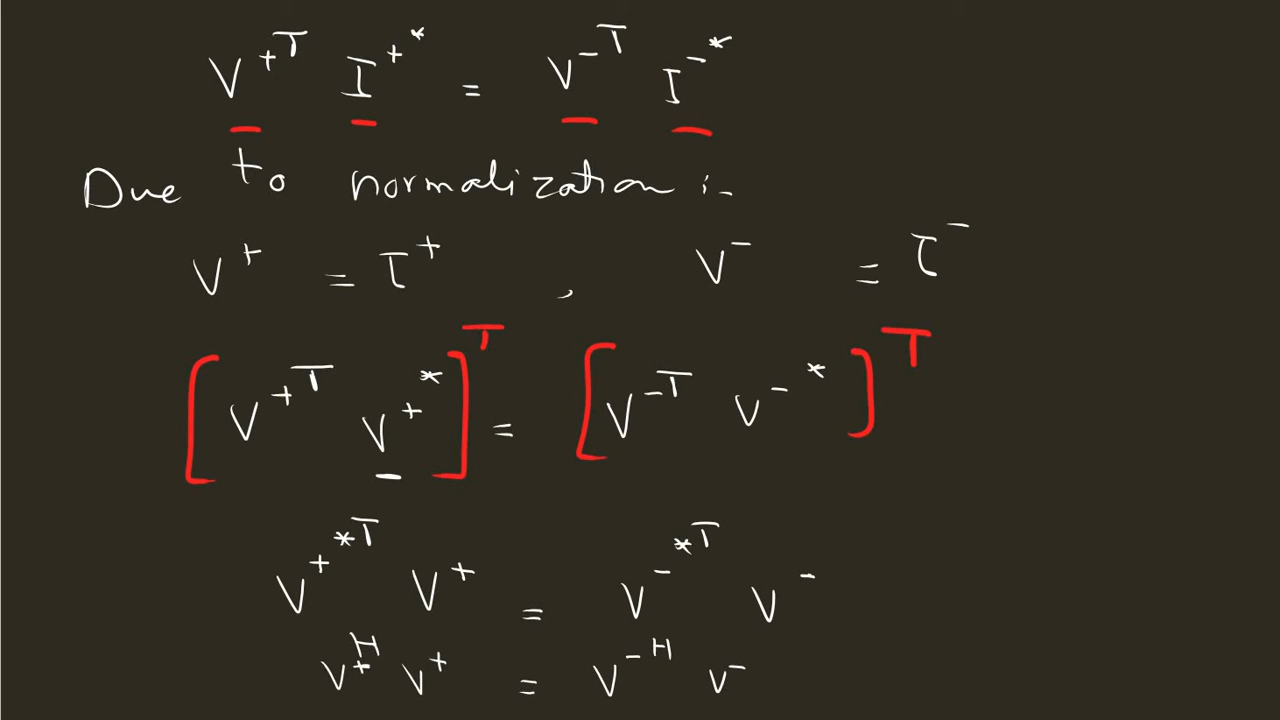 V^{+T} I^{+*} = V^{-T} I^{-*}
Due to normalization :-
V^+ = I^+ , V^- = I^-
[V^{+T} V^{+*}]^T = [V^{-T} V^{-*}]^T
V^{+*T} V^+ = V^{-*T} V^-
V^{+H} V^+ = V^{-H} V^-